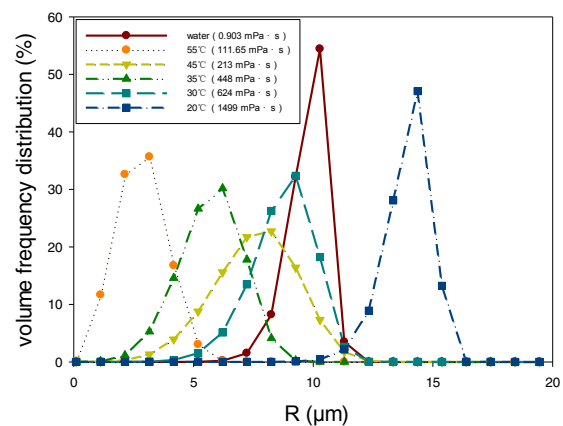 volume frequency distribution (%)
60
50
40
30
20
10
0
water ( 0.903 mPa · s )
55℃ ( 111.65 mPa · s )
45℃ ( 213 mPa · s )
35℃ ( 448 mPa · s )
30℃ ( 624 mPa · s )
20℃ ( 1499 mPa · s )
0 5 10 15 20
R (μm)